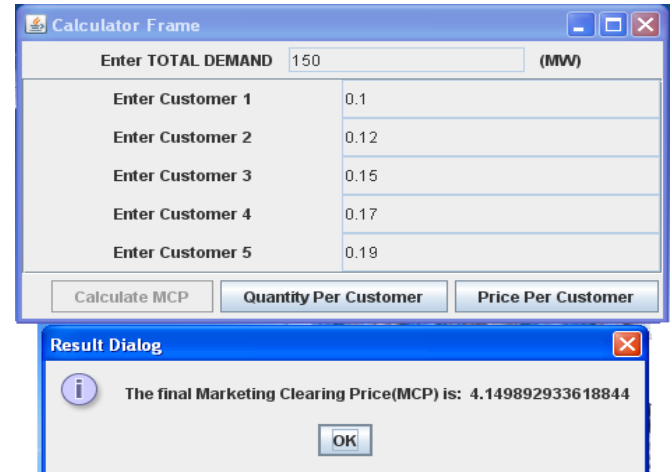 Calculator Frame
Enter TOTAL DEMAND 150 (MW)
Enter Customer 1 0.1
Enter Customer 2 0.12
Enter Customer 3 0.15
Enter Customer 4 0.17
Enter Customer 5 0.19
Calculate MCP Quantity Per Customer Price Per Customer
Result Dialog
The final Marketing Clearing Price(MCP) is: 4.149892933618844
OK